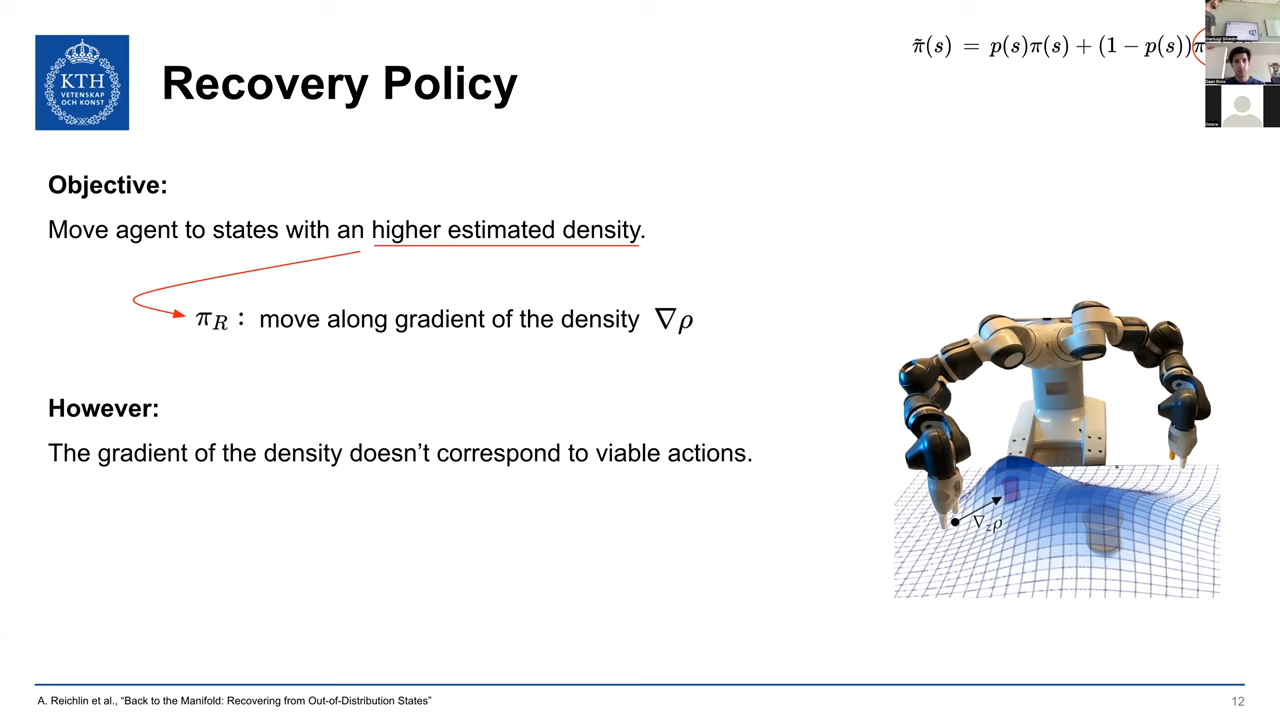 KTH
VETENSKAP
OCH KONST
Recovery Policy
π̃(s) = p(s)π(s) + (1 − p(s))π
Objective:
Move agent to states with an higher estimated density.
π_R : move along gradient of the density ∇ρ
However:
The gradient of the density doesn't correspond to viable actions.
∇_zρ
A. Reichlin et al., "Back to the Manifold: Recovering from Out-of-Distribution States"
12